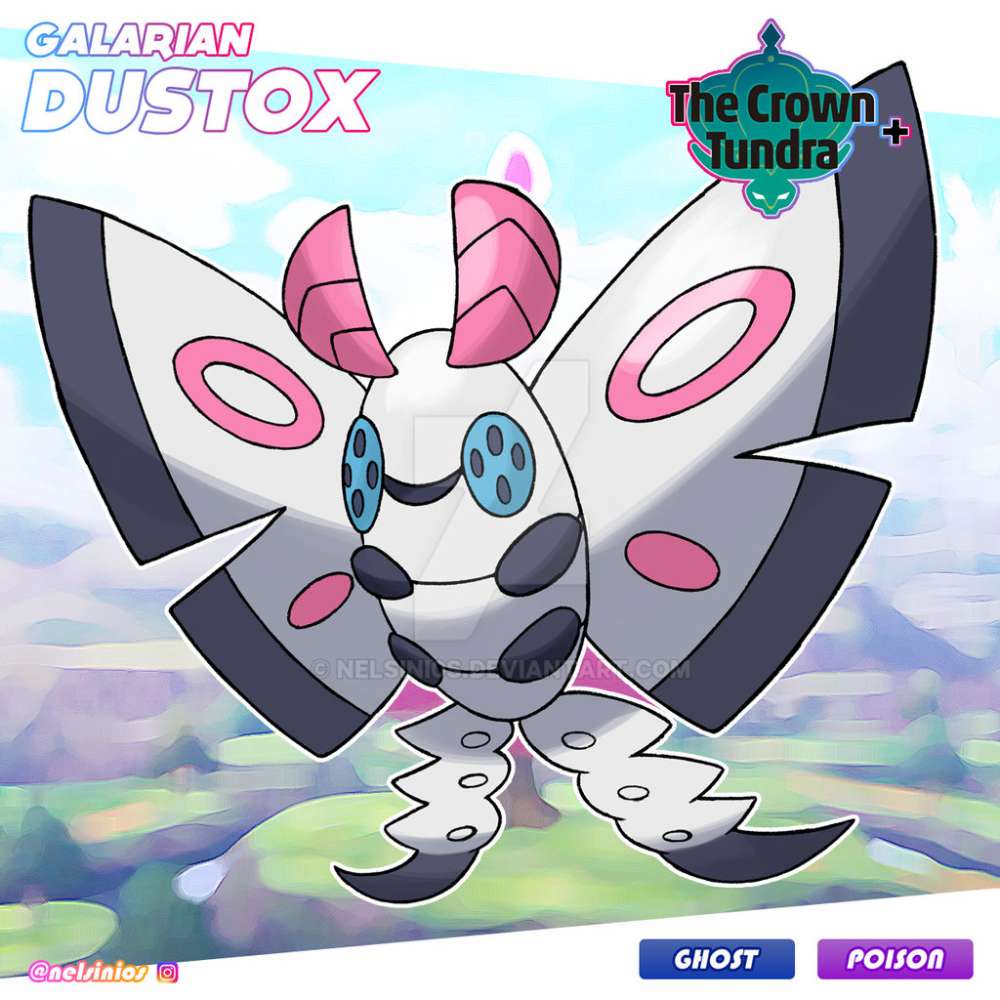 GALARIAN
DUSTOX
The Crown
Tundra +
© NELSINIOS.DEVIANTART.COM
GHOST
POISON
@nelsinios